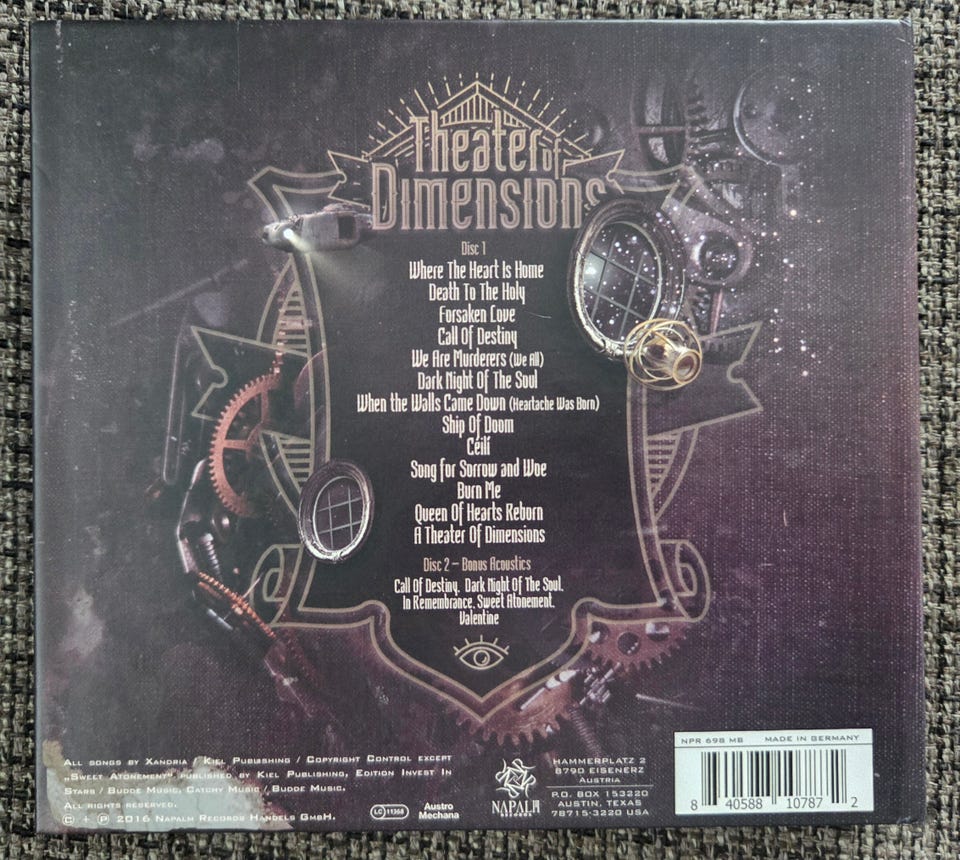 Theater of
Dimensions
Disc 1
Where The Heart Is Home
Death To The Holy
Forsaken Love
Call Of Destiny
We Are Murderers (We All)
Dark Night Of The Soul
When the Walls Came Down (Heartache Was Born)
Ship Of Doom
Céilí
Song for Sorrow and Woe
Burn Me
Queen Of Hearts Reborn
A Theater Of Dimensions
Disc 2 – Bonus Acoustics
Call Of Destiny, Dark Night Of The Soul,
In Remembrance, Sweet Atonement,
Valentine
All songs by Xandria / Kiel Publishing / Copyright Control except
„Sweet Atonement" published by Kiel Publishing, Edition Invest In
Stars / Budde Music, Catchy Music / Budde Music.
All rights reserved.
© + ℗ 2016 Napalm Records Handels GmbH.
LC 11368
Austro
Mechana
NAPALM
RECORDS
Hammerplatz 2
8790 Eisenerz
Austria
P.O. Box 153220
Austin, Texas
78715-3220 USA
NPR 698 MB MADE IN GERMANY
8 40588 10787 2